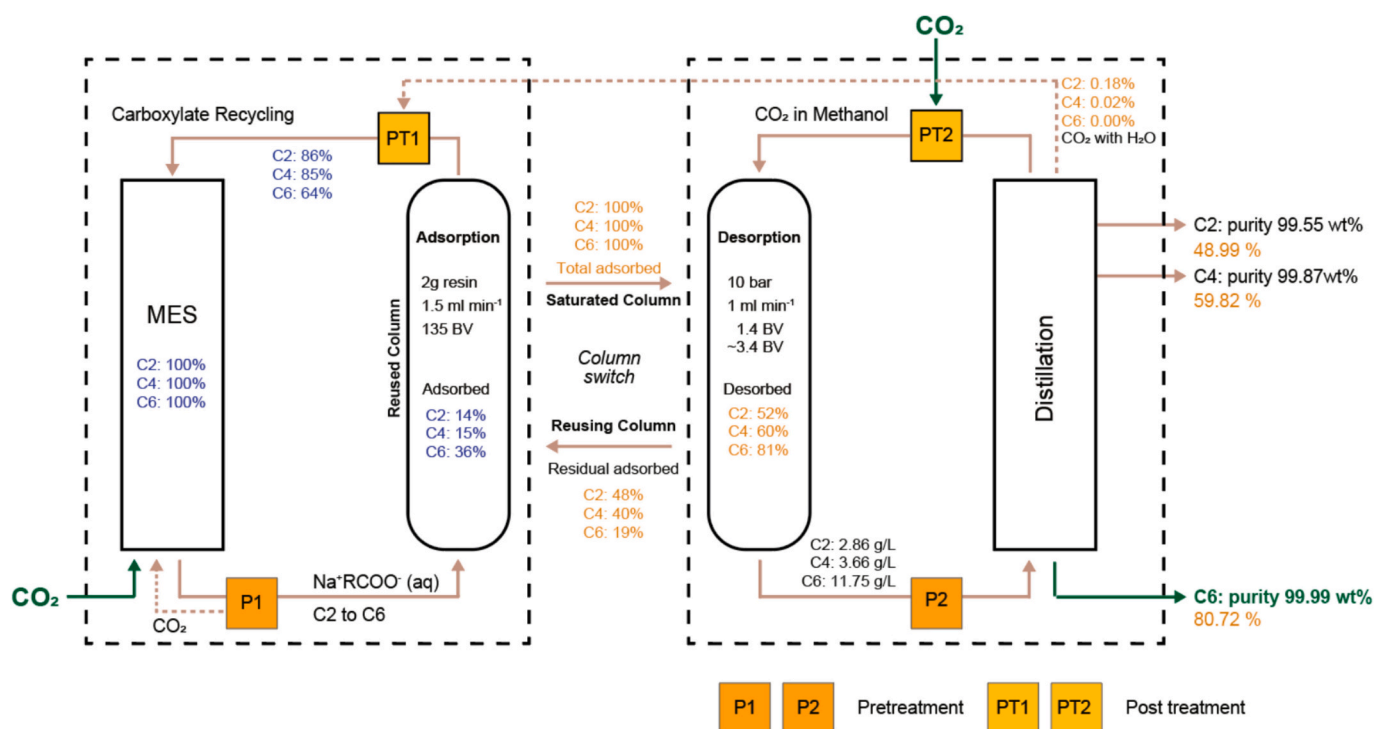 CO₂
C2: 0.18%
C4: 0.02%
C6: 0.00%
CO₂ with H₂O
Carboxylate Recycling
PT1
CO₂ in Methanol
PT2
C2: 86%
C4: 85%
C6: 64%
C2: 100%
C4: 100%
C6: 100%
Total adsorbed
Saturated Column
Column
switch
Reusing Column
Residual adsorbed
C2: 48%
C4: 40%
C6: 19%
MES
C2: 100%
C4: 100%
C6: 100%
Reused Column
Adsorption
2g resin
1.5 ml min⁻¹
135 BV
Adsorbed
C2: 14%
C4: 15%
C6: 36%
Desorption
10 bar
1 ml min⁻¹
1.4 BV
~3.4 BV
Desorbed
C2: 52%
C4: 60%
C6: 81%
Distillation
C2: purity 99.55 wt%
48.99 %
C4: purity 99.87wt%
59.82 %
CO₂
CO₂
P1
Na⁺RCOO⁻ (aq)
C2 to C6
C2: 2.86 g/L
C4: 3.66 g/L
C6: 11.75 g/L
P2
C6: purity 99.99 wt%
80.72 %
P1
P2
Pretreatment
PT1
PT2
Post treatment